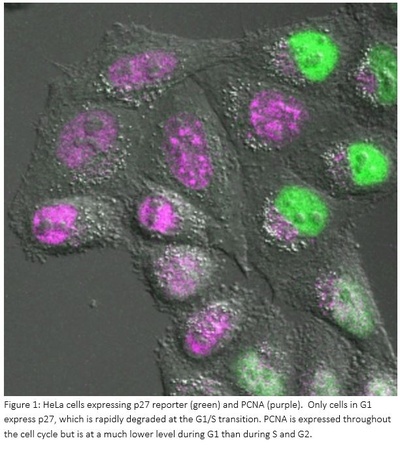 Figure 1: HeLa cells expressing p27 reporter (green) and PCNA (purple).  Only cells in G1
express p27, which is rapidly degraded at the G1/S transition. PCNA is expressed throughout
the cell cycle but is at a much lower level during G1 than during S and G2.